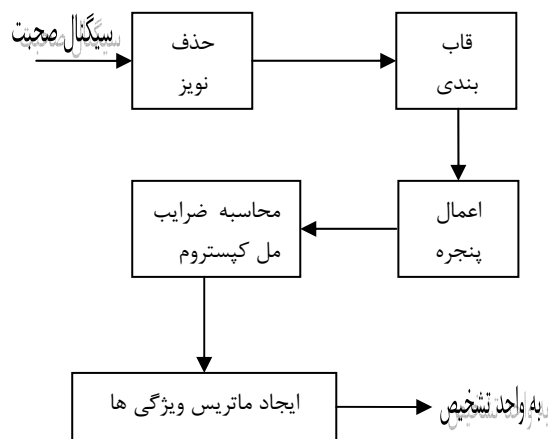 سیگنال صحبت
حذف
نویز
قاب
بندی
اعمال
پنجره
محاسبه ضرایب
مل کپستروم
ایجاد ماتریس ویژگی ها
به واحد تشخیص